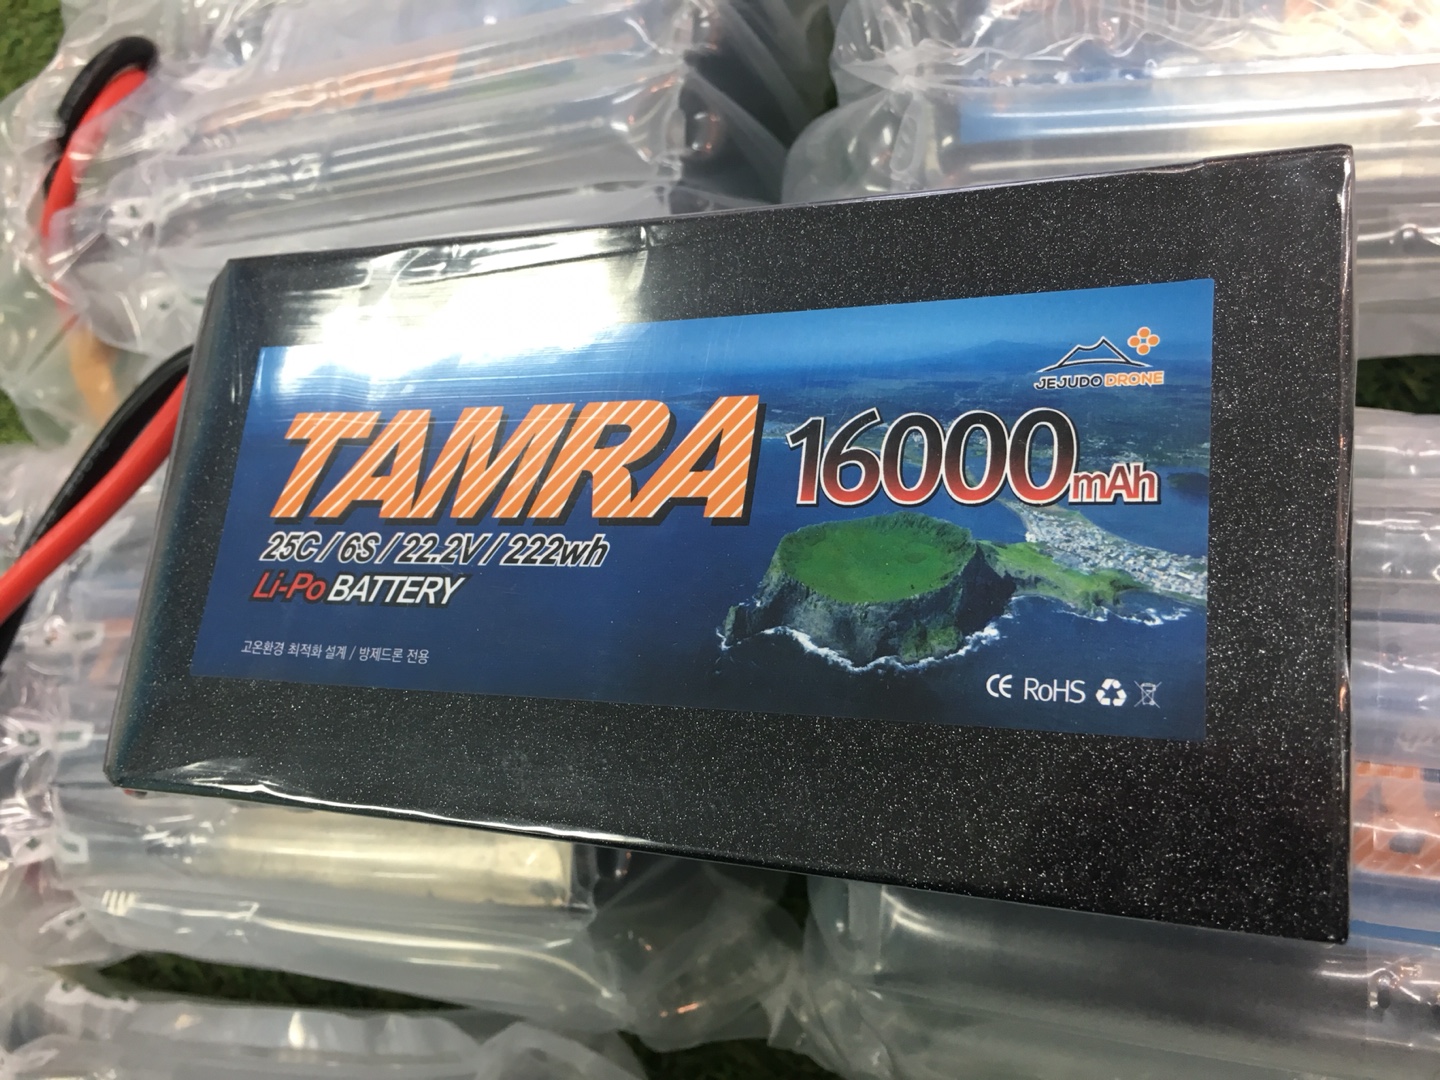 JEJUDO DRONE
TAMRA 16000mAh
25C / 6S / 22.2V / 222wh
Li-Po BATTERY
고온환경 최적화 설계 / 방제드론 전용
CE RoHS